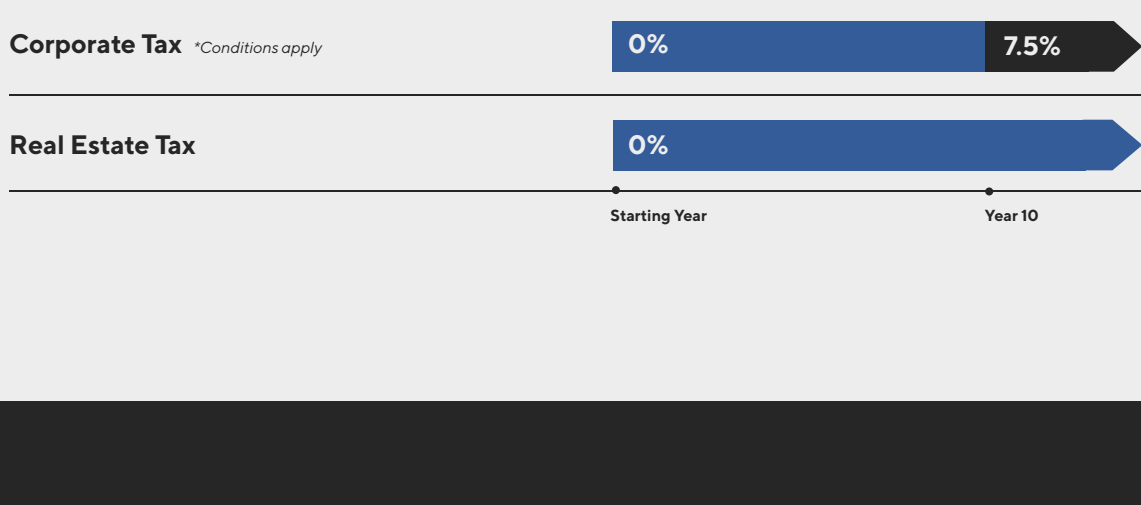 Corporate Tax *Conditions apply 0% 7.5%
Real Estate Tax 0%
Starting Year Year 10